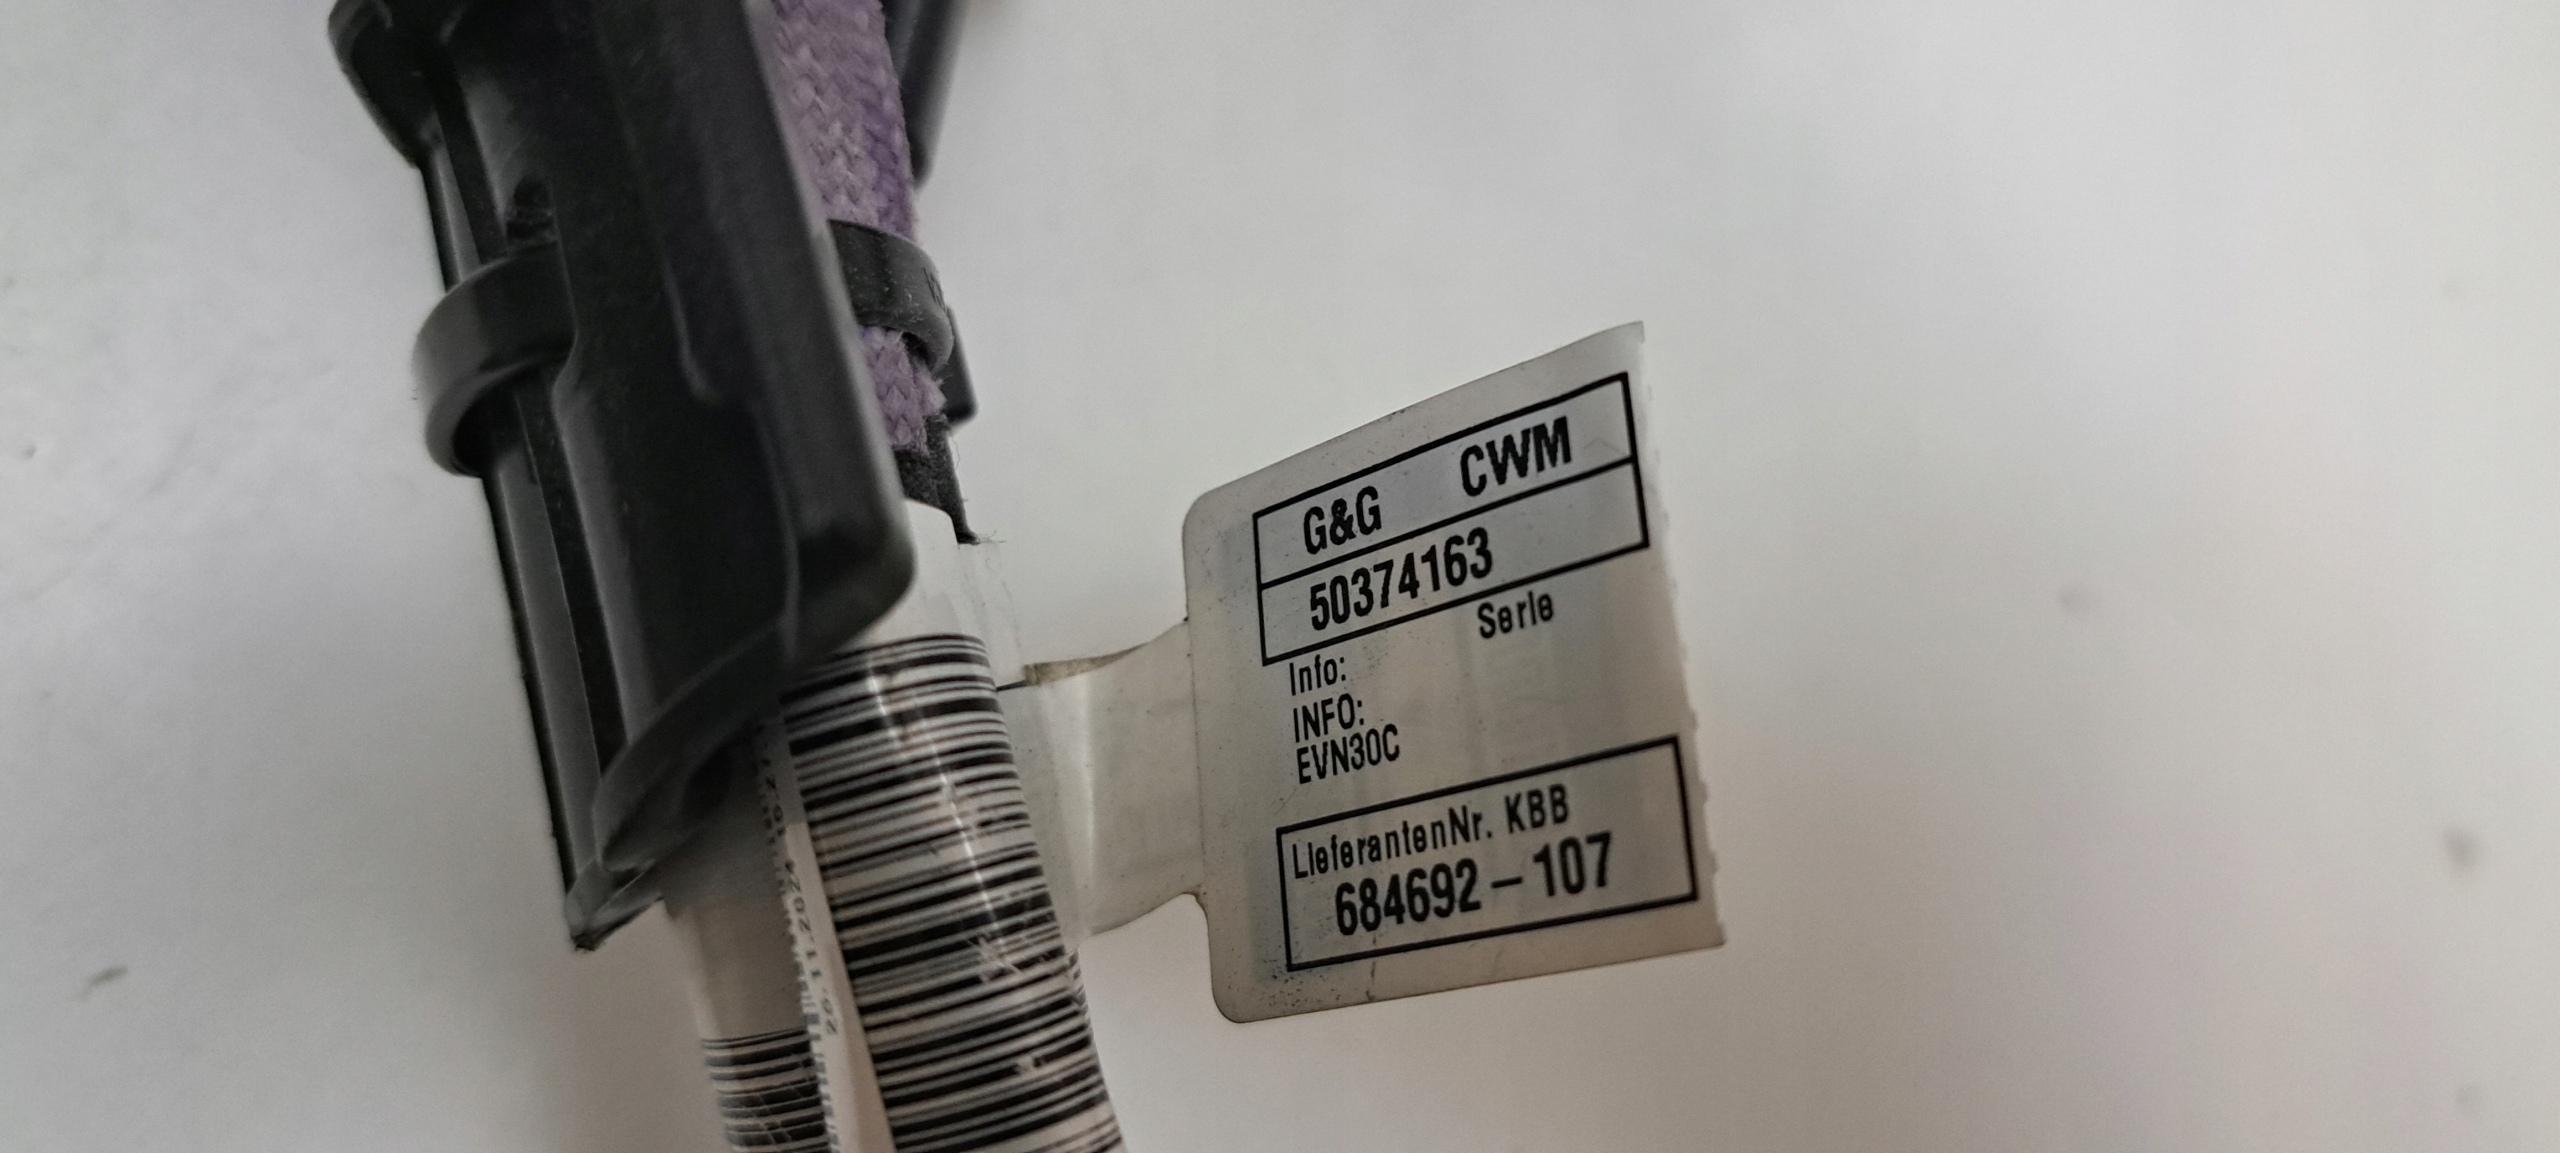 G&G CWM
50374163
Serie
Info:
INFO:
EVN30C
LieferantenNr. KBB
684692-107